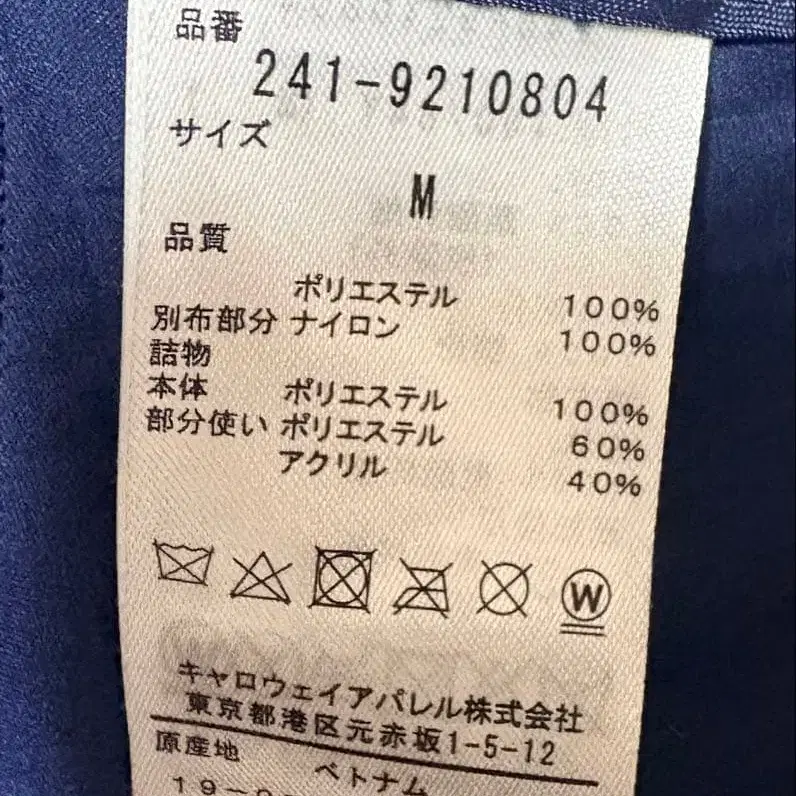 品番
241-9210804
サイズ
M
品質
ポリエステル 100%
別布部分 ナイロン 100%
詰物
本体 ポリエステル 100%
部分使い ポリエステル 60%
アクリル 40%
W
キャロウェイアパレル株式会社
東京都港区元赤坂1-5-12
原産地 ベトナム